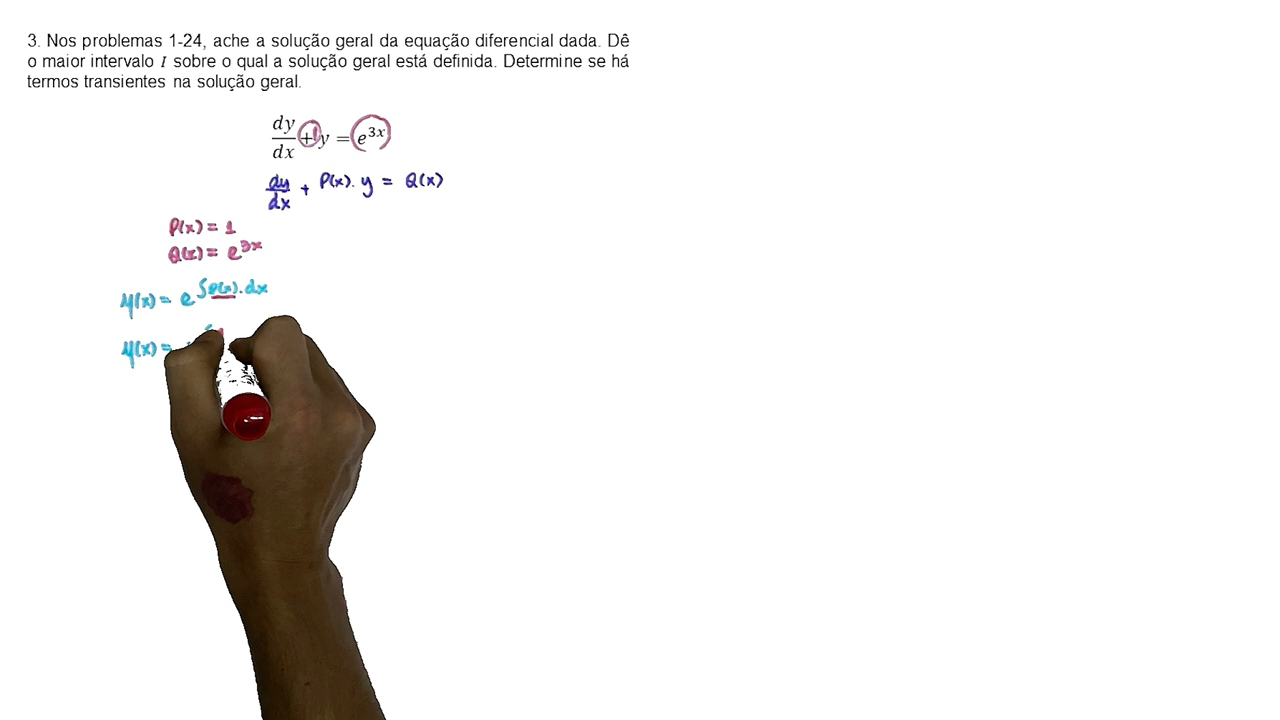 3. Nos problemas 1-24, ache a solução geral da equação diferencial dada. Dê
o maior intervalo I sobre o qual a solução geral está definida. Determine se há
termos transientes na solução geral.
dy/dx + 1y = e^{3x}
dy/dx + P(x). y = Q(x)
P(x) = 1
Q(x) = e^{3x}
μ(x) = e^{∫P(x).dx}
μ(x) =